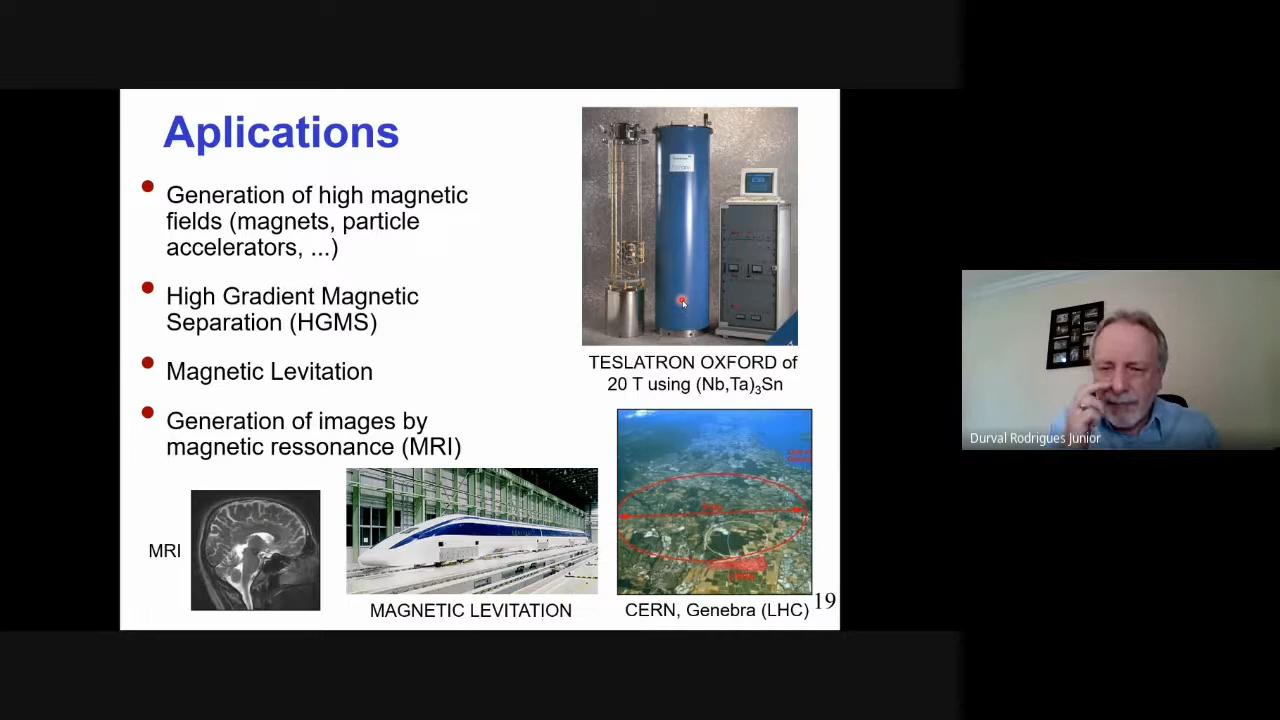 Aplications
Generation of high magnetic
fields (magnets, particle
accelerators, ...)
High Gradient Magnetic
Separation (HGMS)
Magnetic Levitation
Generation of images by
magnetic ressonance (MRI)
TESLATRON OXFORD of
20 T using (Nb,Ta)₃Sn
MRI
MAGNETIC LEVITATION
CERN, Genebra (LHC)
19
Durval Rodrigues Junior